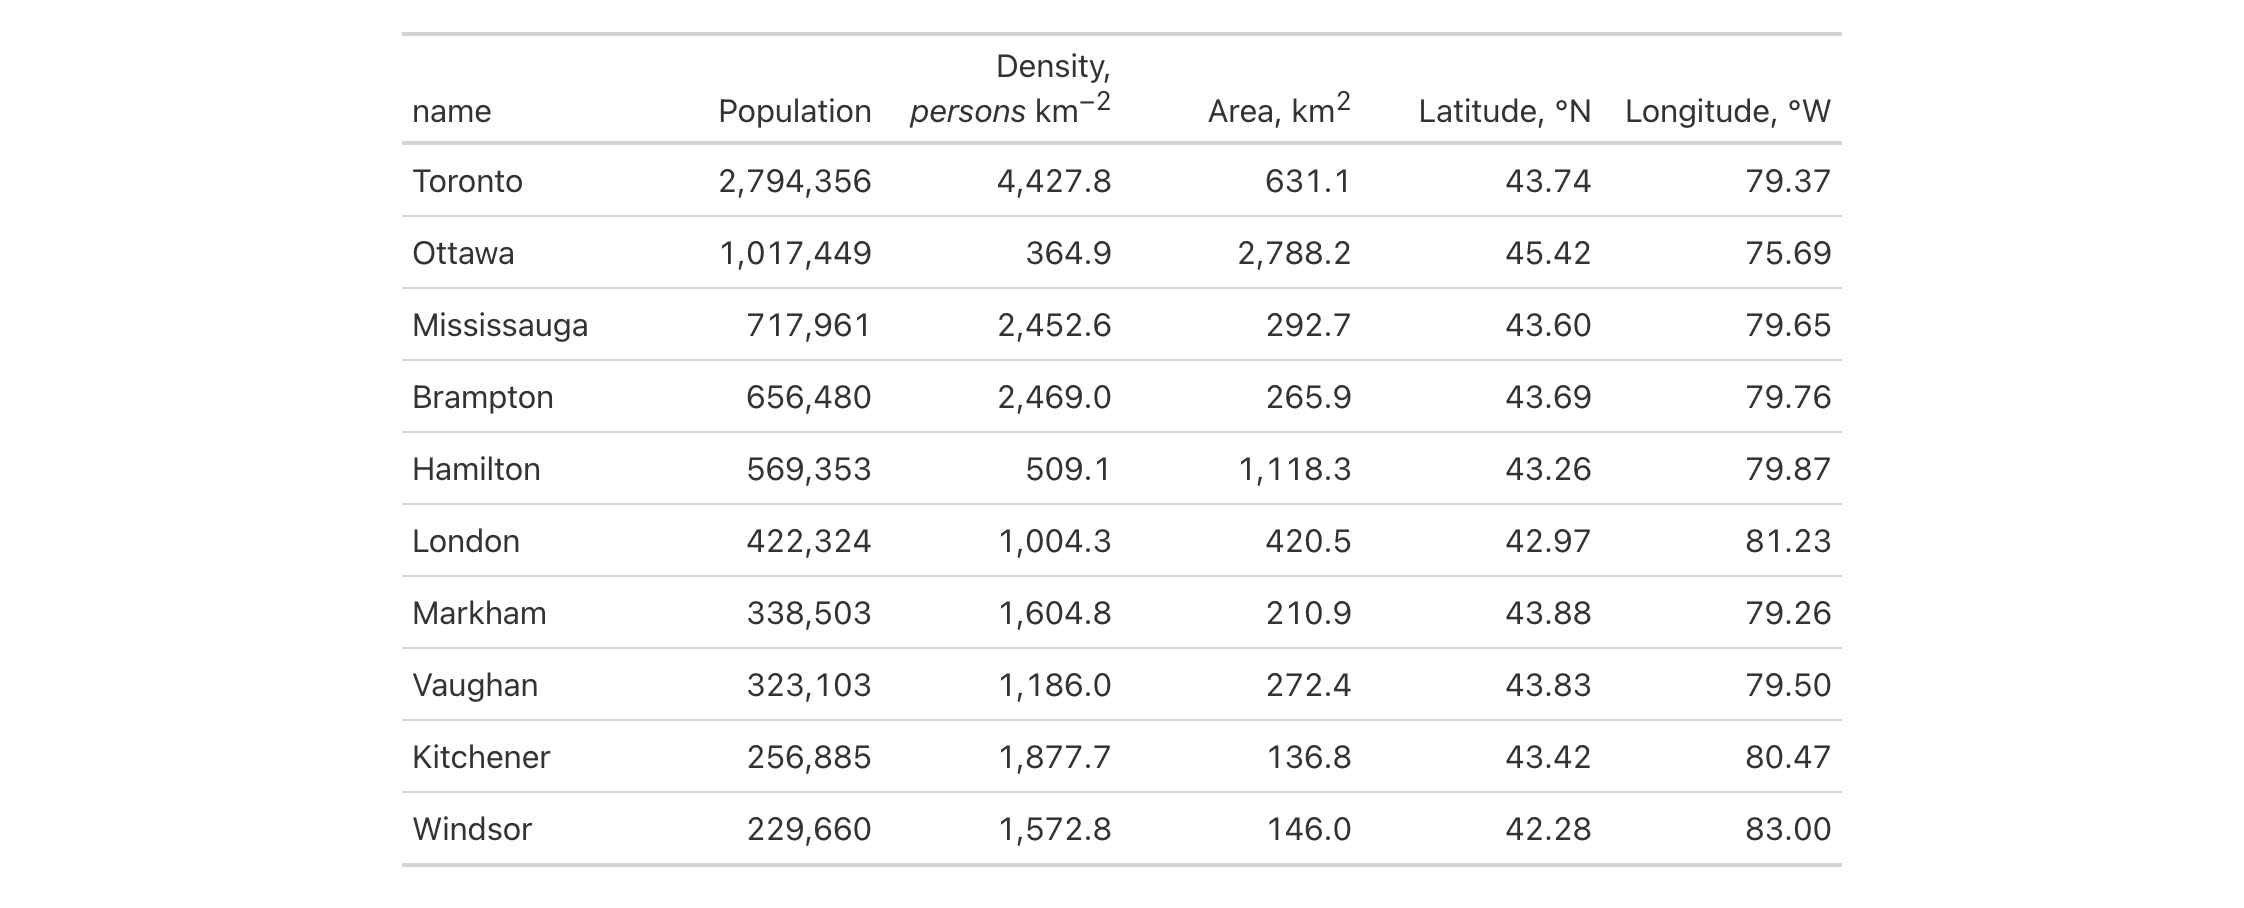 name Population Density, persons km−2 Area, km2 Latitude, °N Longitude, °W
Toronto 2,794,356 4,427.8 631.1 43.74 79.37
Ottawa 1,017,449 364.9 2,788.2 45.42 75.69
Mississauga 717,961 2,452.6 292.7 43.60 79.65
Brampton 656,480 2,469.0 265.9 43.69 79.76
Hamilton 569,353 509.1 1,118.3 43.26 79.87
London 422,324 1,004.3 420.5 42.97 81.23
Markham 338,503 1,604.8 210.9 43.88 79.26
Vaughan 323,103 1,186.0 272.4 43.83 79.50
Kitchener 256,885 1,877.7 136.8 43.42 80.47
Windsor 229,660 1,572.8 146.0 42.28 83.00